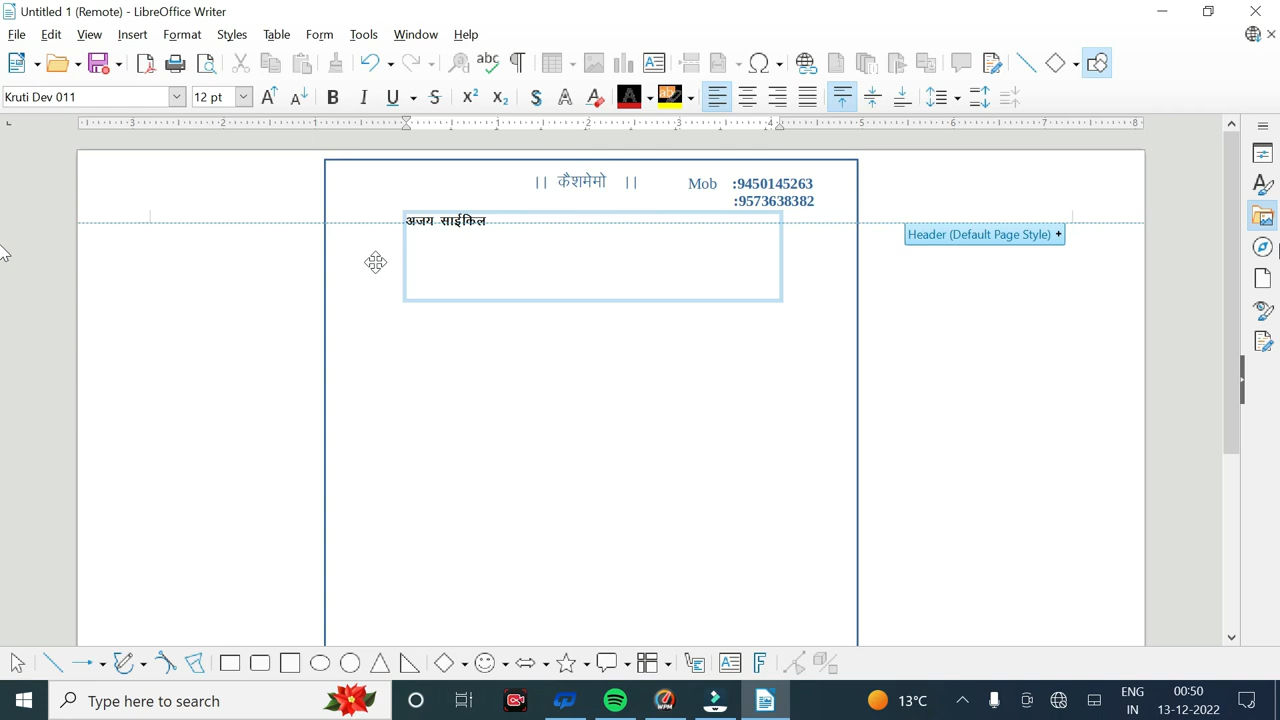 Untitled 1 (Remote) - LibreOffice Writer
File Edit View Insert Format Styles Table Form Tools Window Help
Kriti Dev 011 12 pt
|| कैशमेमो || Mob :9450145263
:9573638382
अजय साईकिल
Header (Default Page Style) +
Type here to search
13°C
ENG 00:50
IN 13-12-2022